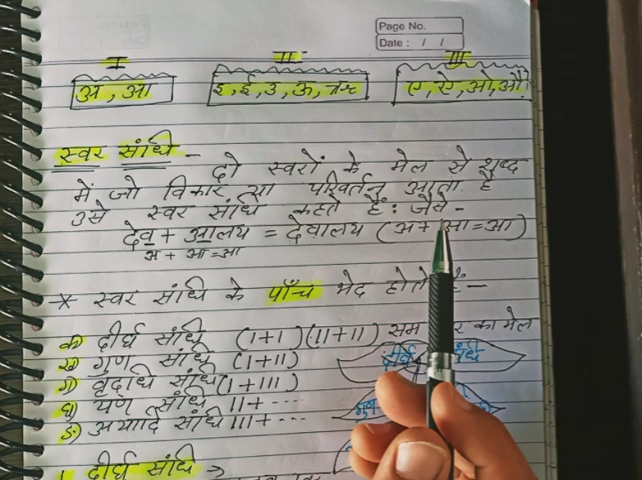 Page No.
Date : / /
I II III
अ, आ इ, ई, उ, ऊ, ऋ ए, ऐ, ओ, औ
स्वर संधि - दो स्वरों के मेल से शब्द
में जो विकार या परिवर्तन आता है
उसे स्वर संधि कहते हैं: जैसे -
देव + आलय = देवालय (अ + आ = आ)
अ + आ = आ
* स्वर संधि के पाँच भेद होते हैं -
क) दीर्घ संधि (I+I) (II+II) सम का मेल
ख) गुण संधि (I+II)
ग) वृद्धि संधि (I+III)
घ) यण संधि II+ ---
ङ) अयादि संधि III+ ---
1. दीर्घ संधि →